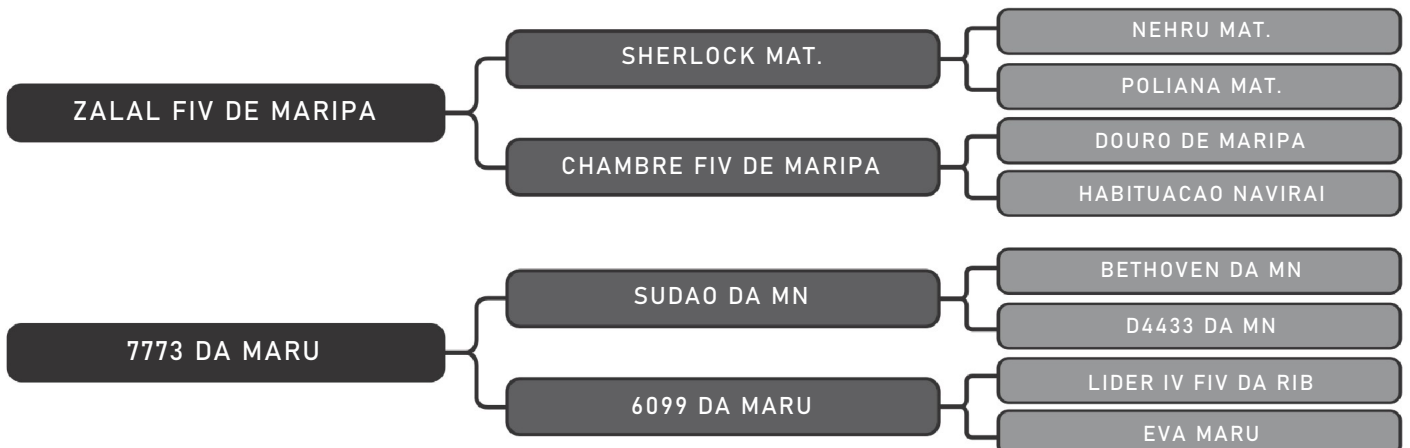 ZALAL FIV DE MARIPA
SHERLOCK MAT.
NEHRU MAT.
POLIANA MAT.
CHAMBRE FIV DE MARIPA
DOURO DE MARIPA
HABITUACAO NAVIRAI
7773 DA MARU
SUDAO DA MN
BETHOVEN DA MN
D4433 DA MN
6099 DA MARU
LIDER IV FIV DA RIB
EVA MARU